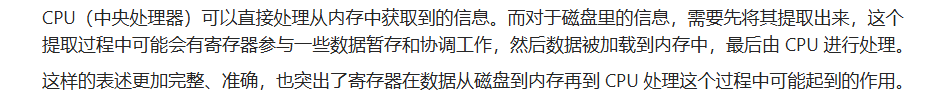 CPU（中央处理器）可以直接处理从内存中获取到的信息。而对于磁盘里的信息，需要先将其提取出来，这个
提取过程中可能会有寄存器参与一些数据暂存和协调工作，然后数据被加载到内存中，最后由 CPU 进行处理。
这样的表述更加完整、准确，也突出了寄存器在数据从磁盘到内存再到 CPU 处理这个过程中可能起到的作用。